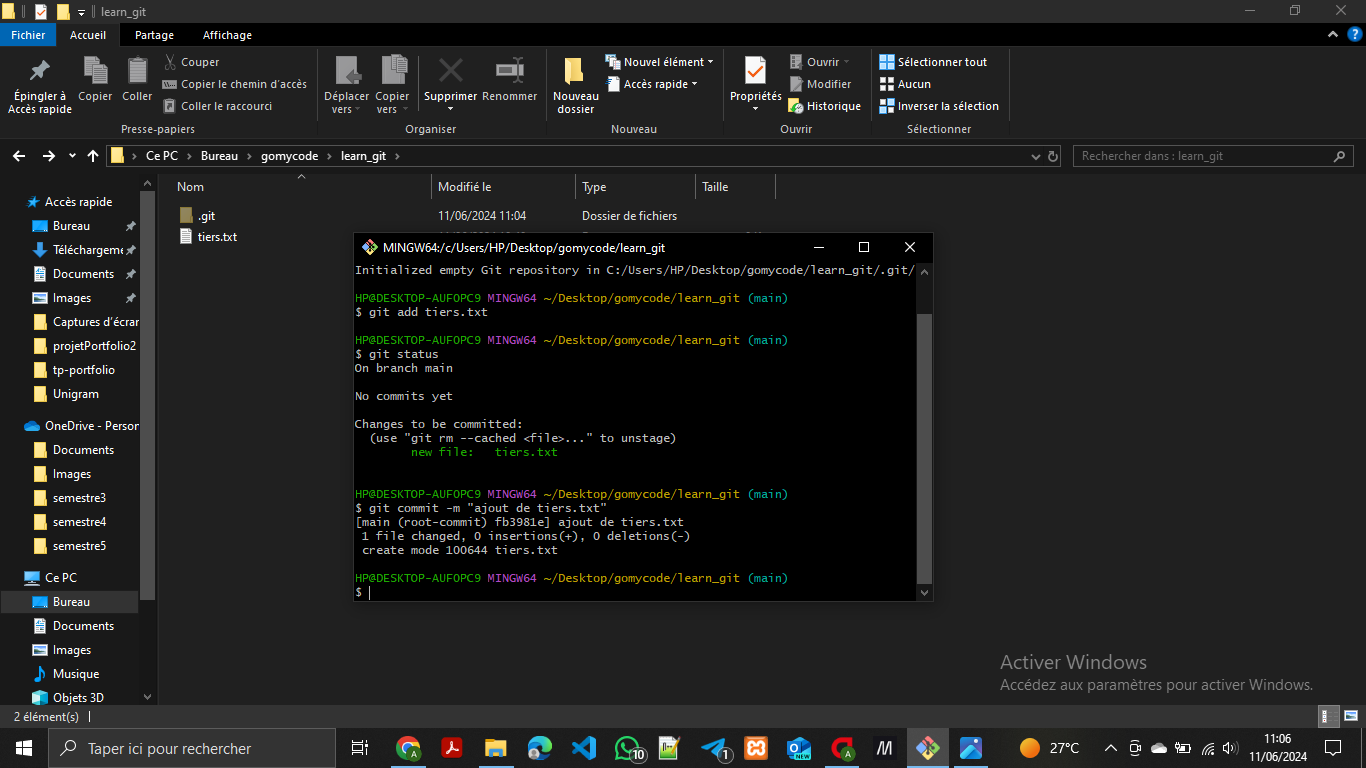 learn_git
Fichier Accueil Partage Affichage
Épingler à Accès rapide
Copier
Coller
Couper
Copier le chemin d'accès
Coller le raccourci
Presse-papiers
Déplacer vers
Copier vers
Supprimer
Renommer
Organiser
Nouveau dossier
Nouvel élément
Accès rapide
Nouveau
Propriétés
Ouvrir
Modifier
Historique
Ouvrir
Sélectionner tout
Aucun
Inverser la sélection
Sélectionner
Ce PC > Bureau > gomycode > learn_git >
Rechercher dans : learn_git
Nom Modifié le Type Taille
.git 11/06/2024 11:04 Dossier de fichiers
tiers.txt
Accès rapide
Bureau
Téléchargeme
Documents
Images
Captures d'écran
projetPortfolio2
tp-portfolio
Unigram
OneDrive - Person
Documents
Images
semestre3
semestre4
semestre5
Ce PC
Bureau
Documents
Images
Musique
Objets 3D
2 élément(s)
MINGW64:/c/Users/HP/Desktop/gomycode/learn_git
Initialized empty Git repository in C:/Users/HP/Desktop/gomycode/learn_git/.git/
HP@DESKTOP-AUFOPC9 MINGW64 ~/Desktop/gomycode/learn_git (main)
$ git add tiers.txt
HP@DESKTOP-AUFOPC9 MINGW64 ~/Desktop/gomycode/learn_git (main)
$ git status
On branch main
No commits yet
Changes to be committed:
(use "git rm --cached <file>..." to unstage)
new file:   tiers.txt
HP@DESKTOP-AUFOPC9 MINGW64 ~/Desktop/gomycode/learn_git (main)
$ git commit -m "ajout de tiers.txt"
[main (root-commit) fb3981e] ajout de tiers.txt
1 file changed, 0 insertions(+), 0 deletions(-)
create mode 100644 tiers.txt
HP@DESKTOP-AUFOPC9 MINGW64 ~/Desktop/gomycode/learn_git (main)
$
Activer Windows
Accédez aux paramètres pour activer Windows.
Taper ici pour rechercher
10
1
NEW
27°C
11:06
11/06/2024